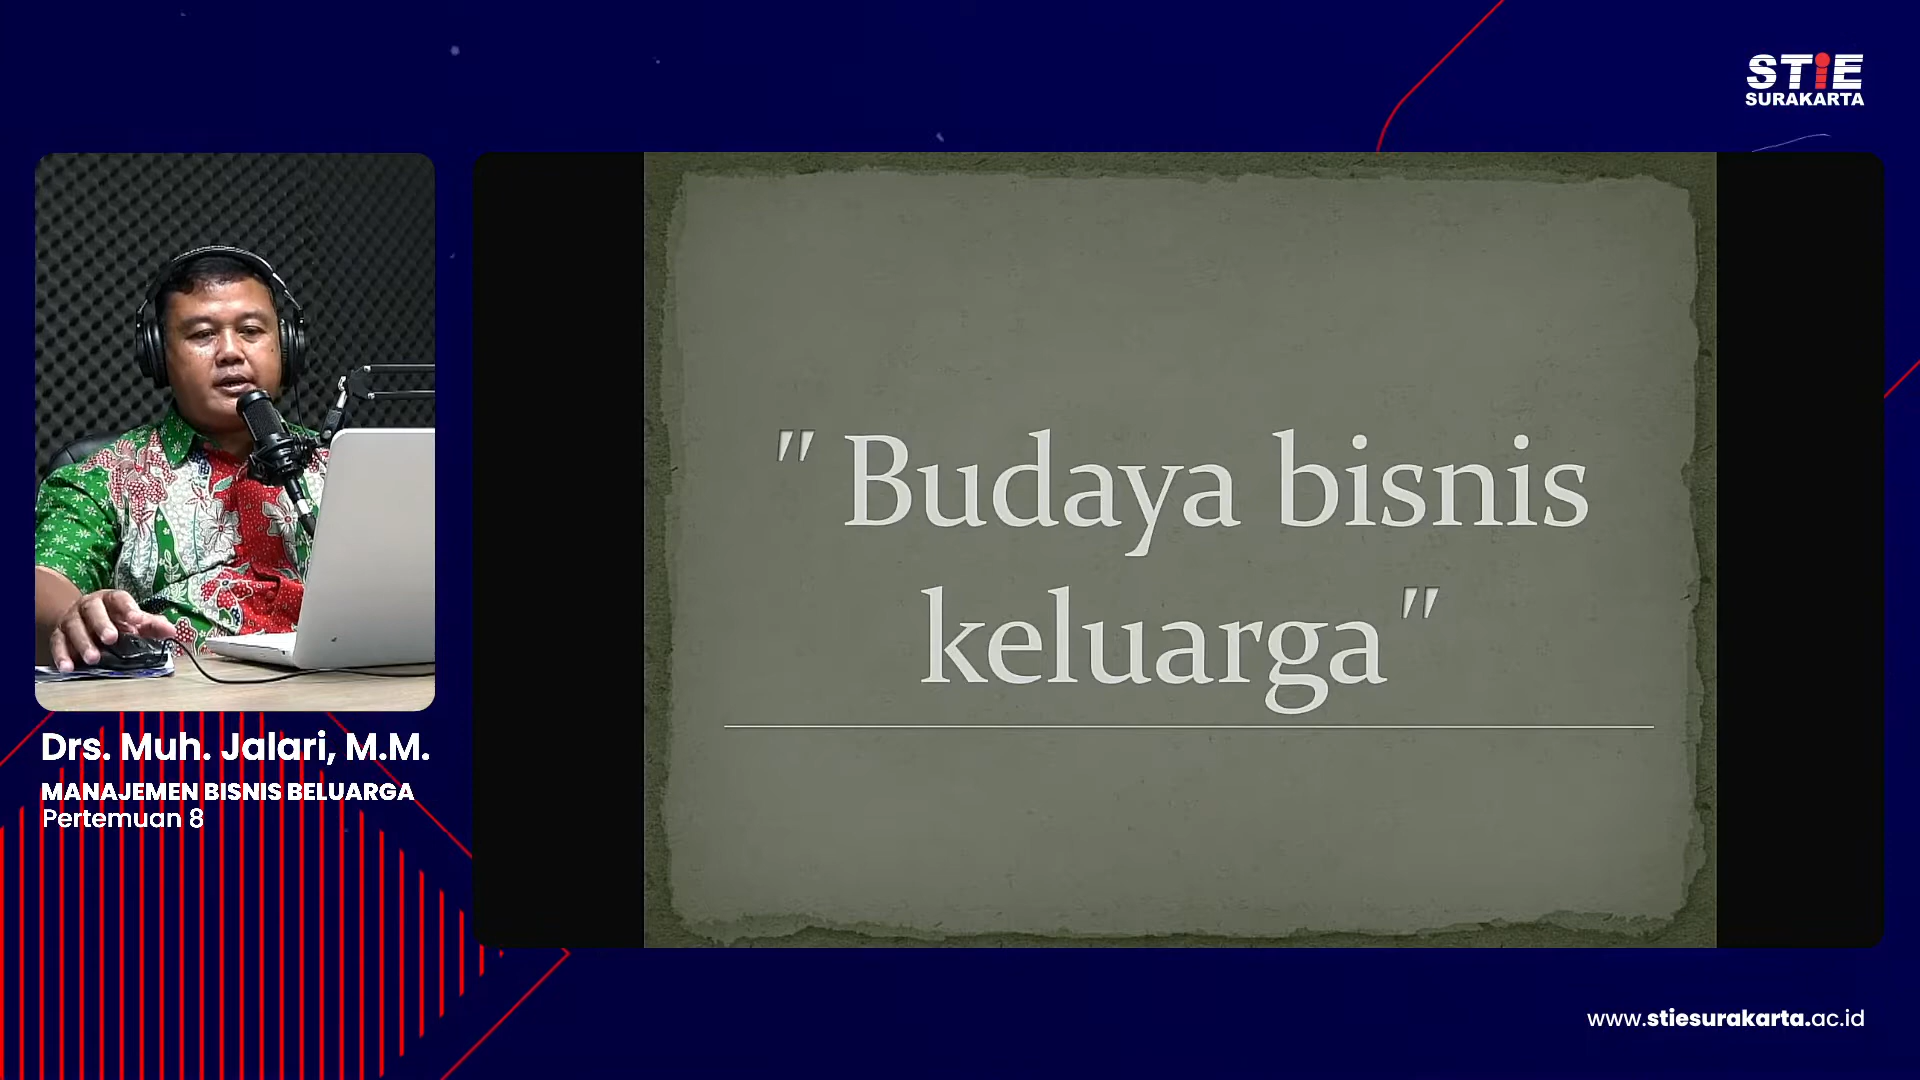 STiE
SURAKARTA
" Budaya bisnis
keluarga"
Drs. Muh. Jalari, M.M.
MANAJEMEN BISNIS BELUARGA
Pertemuan 8
www.stiesurakarta.ac.id